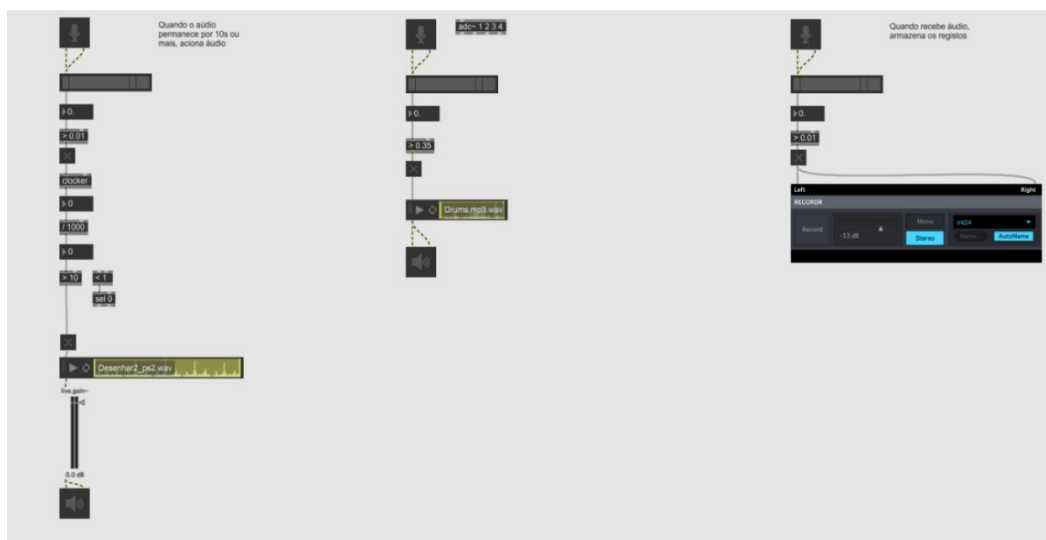 Quando o aúdio
permanece por 10s ou
mais, aciona áudio
0.
> 0.01
clocker
0
/ 1000
0
> 10
< 1
sel 0
Desenhar2_ps2.wav
live.gain~
0.0 dB
adc~ 1 2 3 4
0.
> 0.35
Drums.mp3.wav
Quando recebe áudio,
armazena os registos
0.
> 0.01
Left Right
RECORDR
Record
-13 dB
Mono
Stereo
int24
AutoName